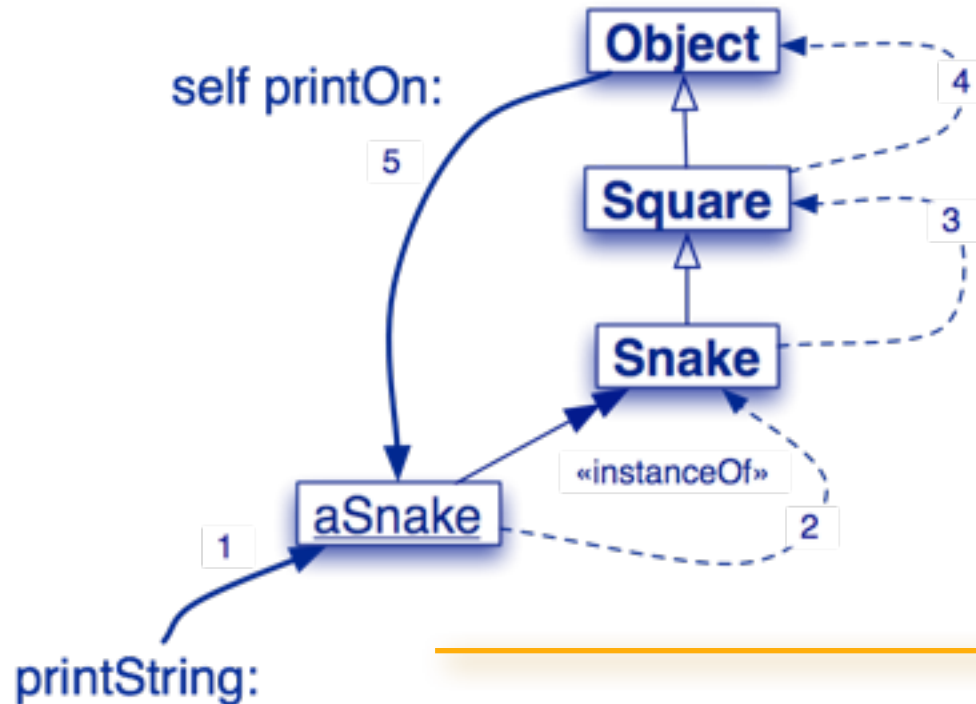 Object
self printOn:
4
5
Square
3
Snake
«instanceOf»
aSnake
2
1
printString: